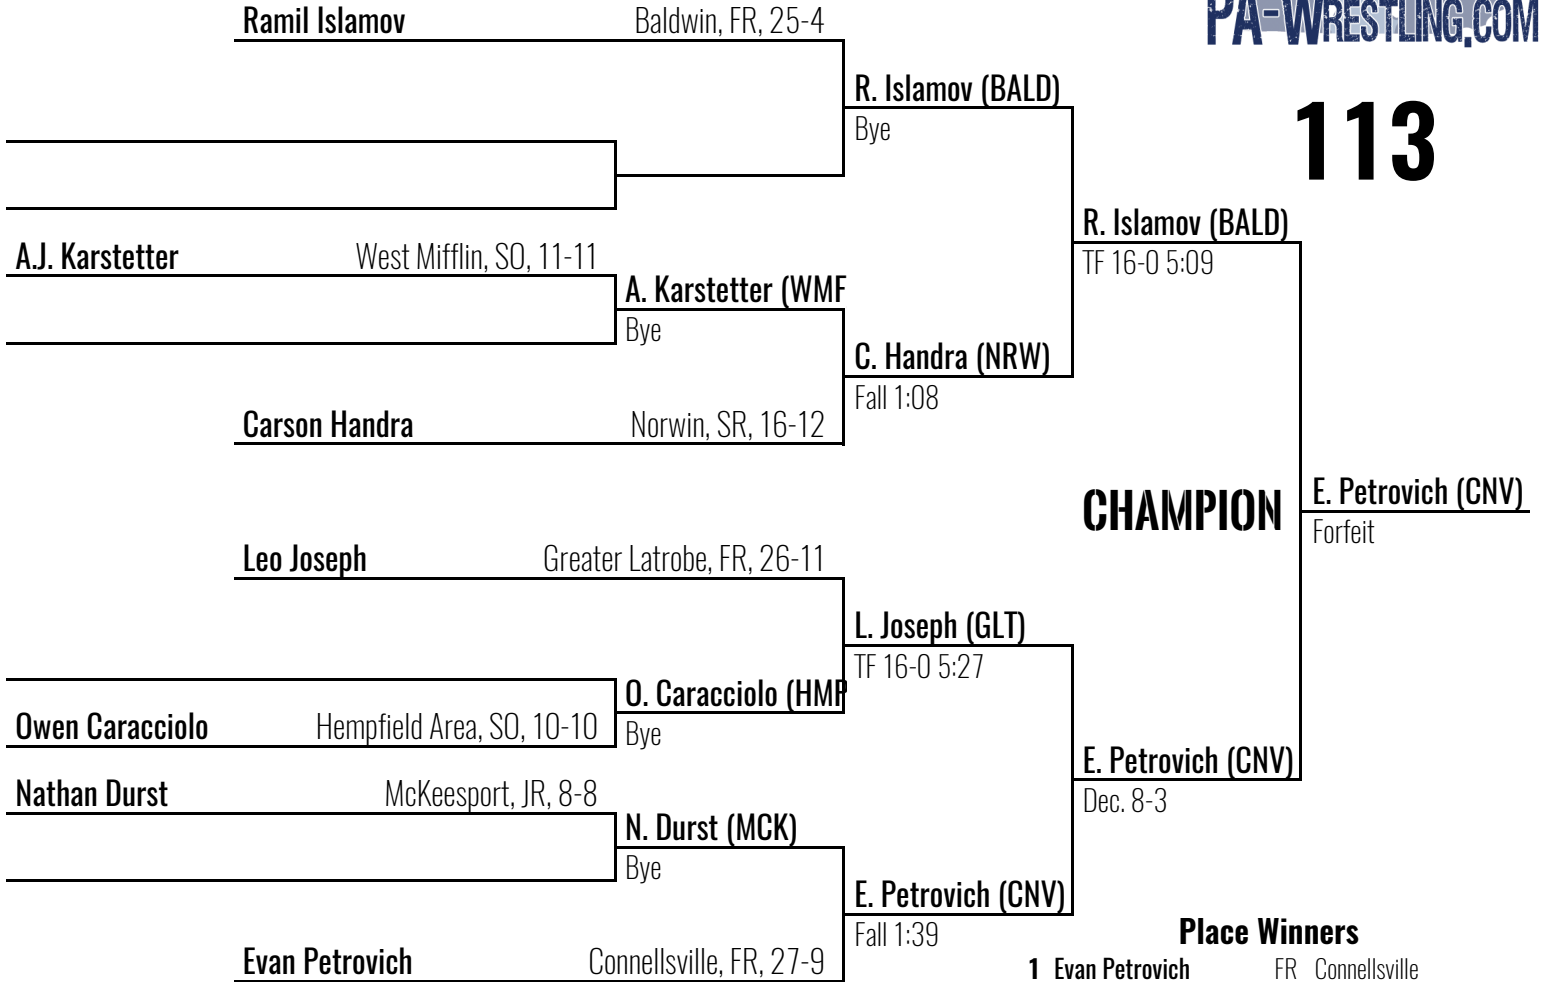 PA-WRESTLING.COM
113
Ramil Islamov Baldwin, FR, 25-4
R. Islamov (BALD)
Bye
R. Islamov (BALD)
TF 16-0 5:09
A.J. Karstetter West Mifflin, SO, 11-11
A. Karstetter (WMF
Bye
C. Handra (NRW)
Fall 1:08
Carson Handra Norwin, SR, 16-12
CHAMPION
E. Petrovich (CNV)
Forfeit
Leo Joseph Greater Latrobe, FR, 26-11
L. Joseph (GLT)
TF 16-0 5:27
O. Caracciolo (HMP
Bye
Owen Caracciolo Hempfield Area, SO, 10-10
E. Petrovich (CNV)
Dec. 8-3
Nathan Durst McKeesport, JR, 8-8
N. Durst (MCK)
Bye
E. Petrovich (CNV)
Fall 1:39
Evan Petrovich Connellsville, FR, 27-9
Place Winners
1 Evan Petrovich FR Connellsville